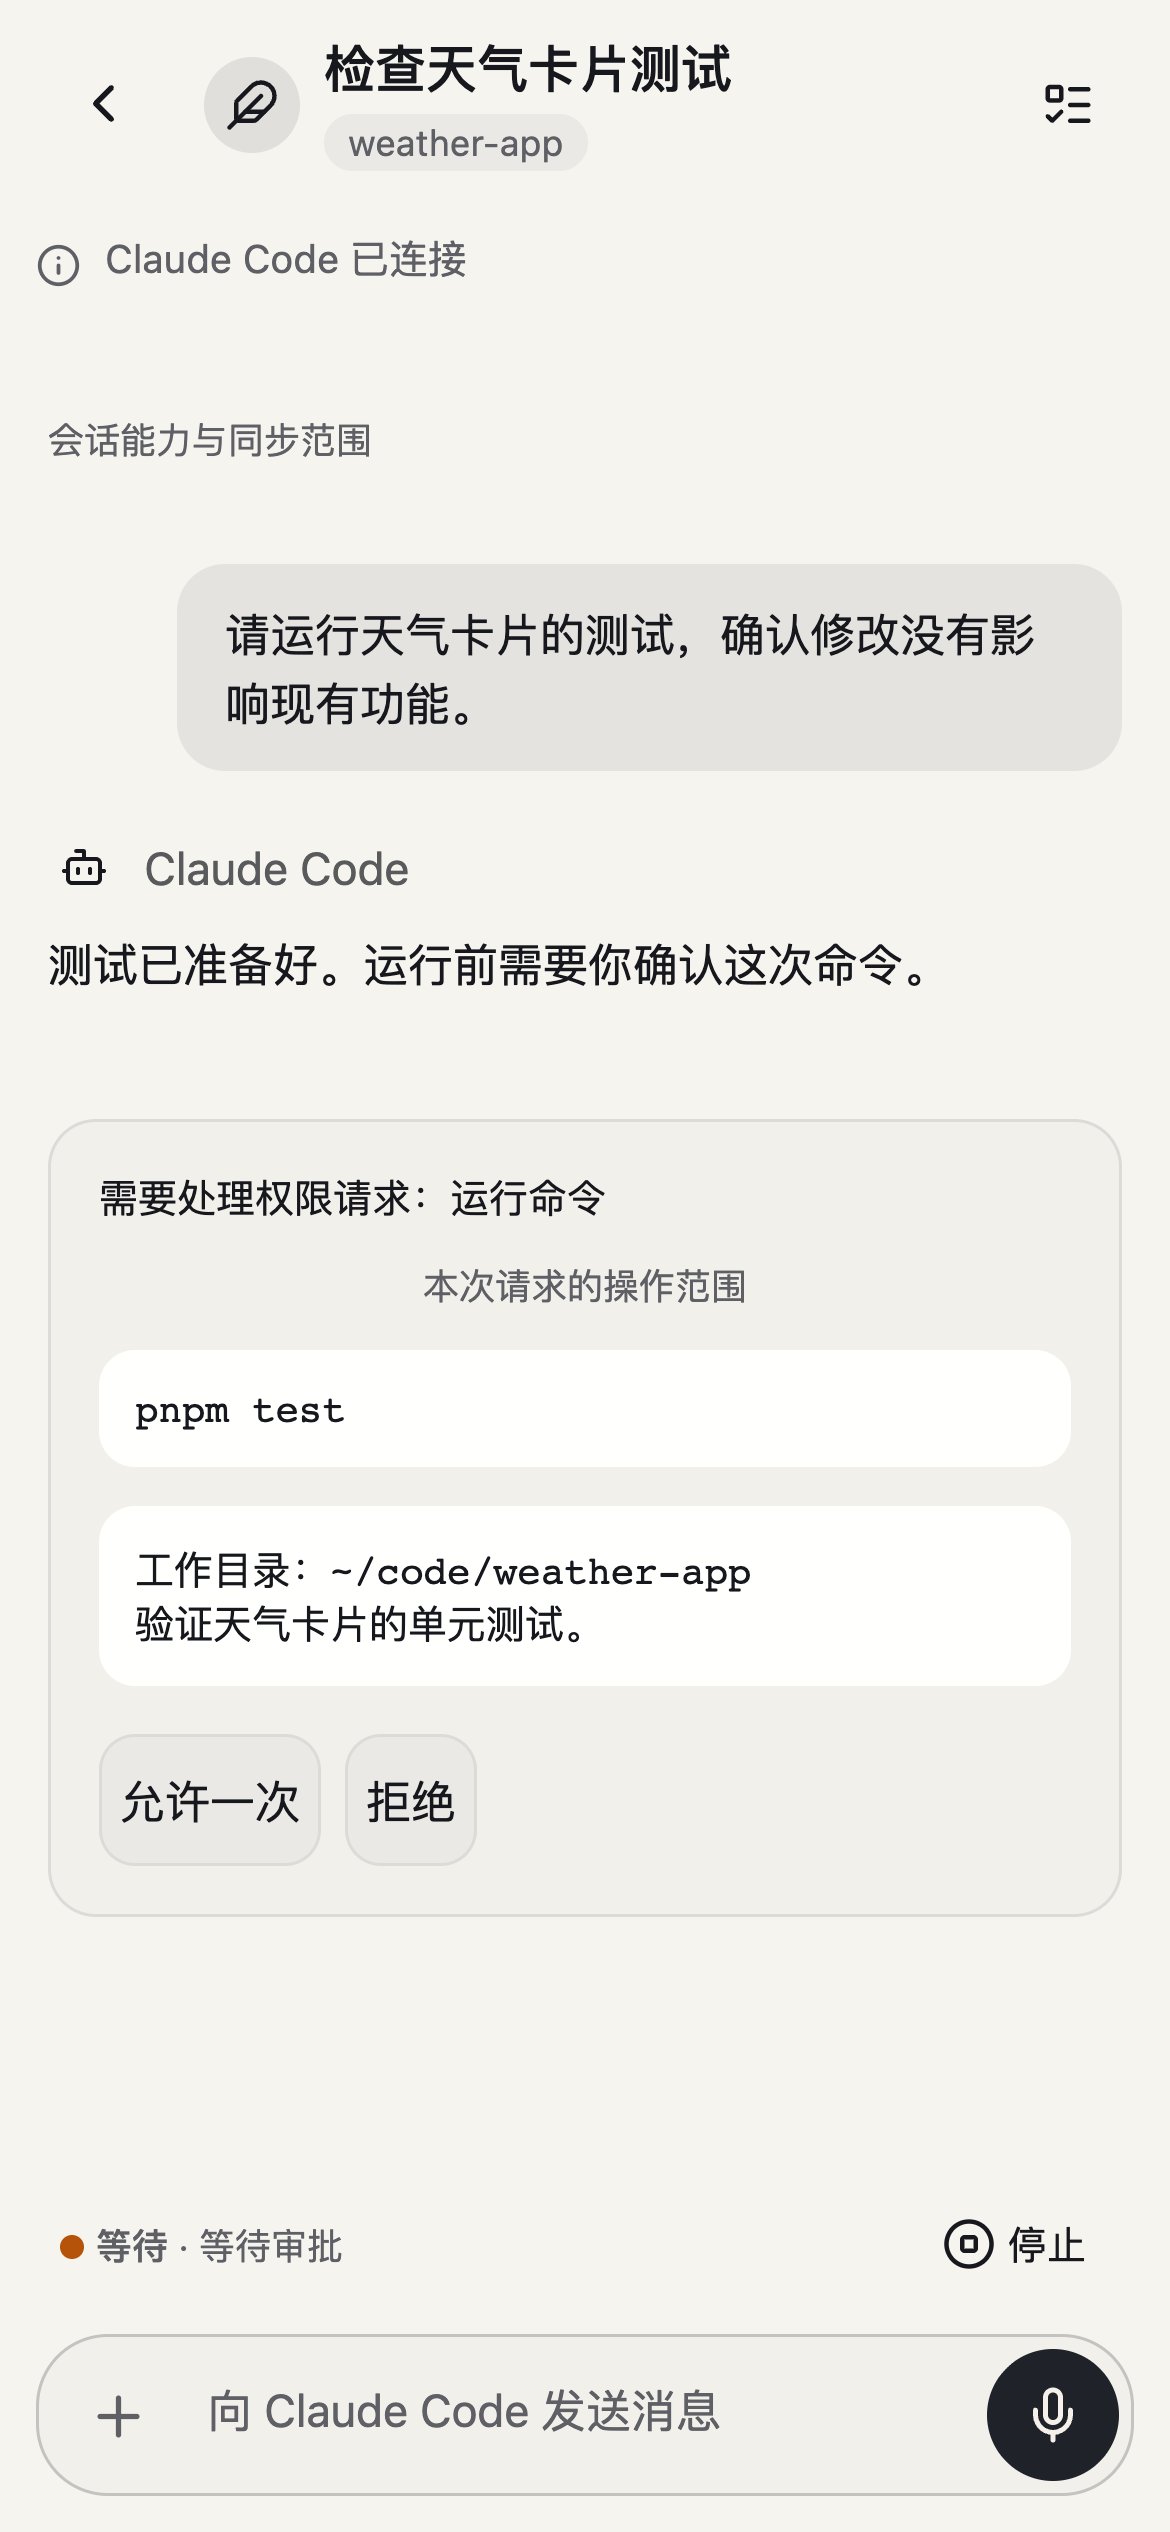 检查天气卡片测试
weather-app
Claude Code 已连接
会话能力与同步范围
请运行天气卡片的测试，确认修改没有影
响现有功能。
Claude Code
测试已准备好。运行前需要你确认这次命令。
需要处理权限请求：运行命令
本次请求的操作范围
pnpm test
工作目录：~/code/weather-app
验证天气卡片的单元测试。
允许一次
拒绝
等待 · 等待审批
停止
向 Claude Code 发送消息